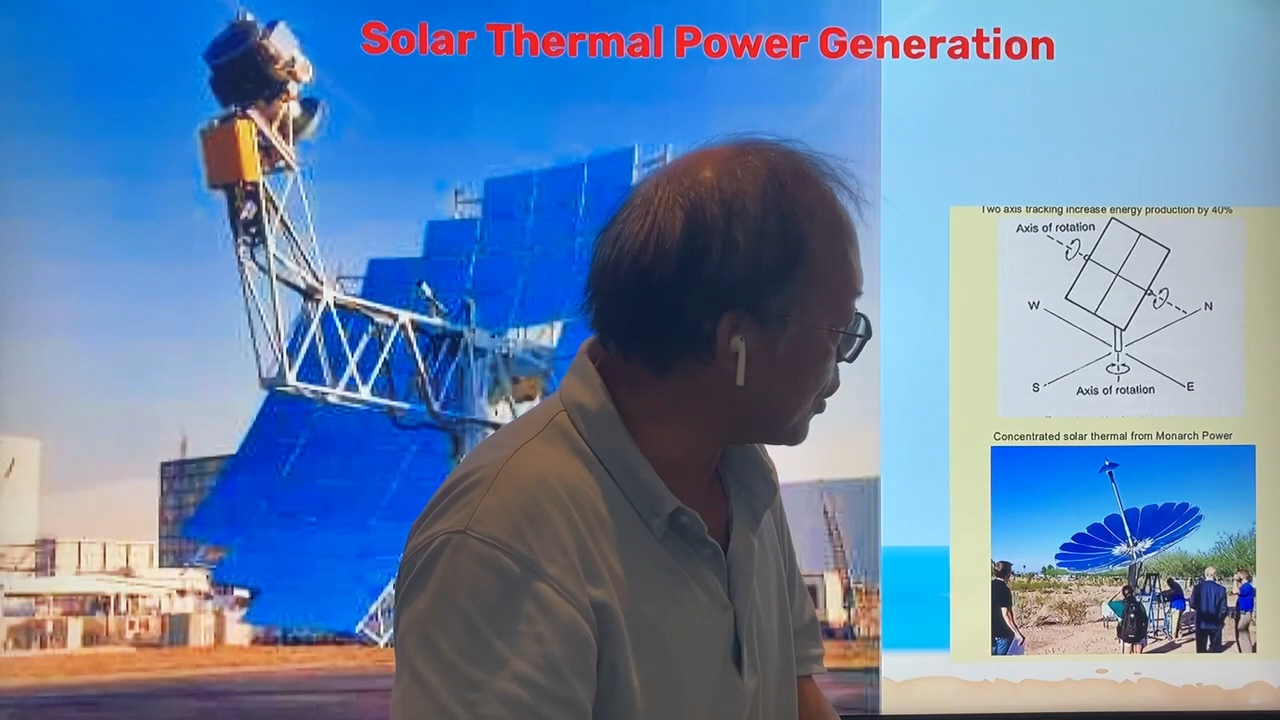 Solar Thermal Power Generation
Two axis tracking increase energy production by 40%
Axis of rotation
W
N
S
E
Axis of rotation
Concentrated solar thermal from Monarch Power